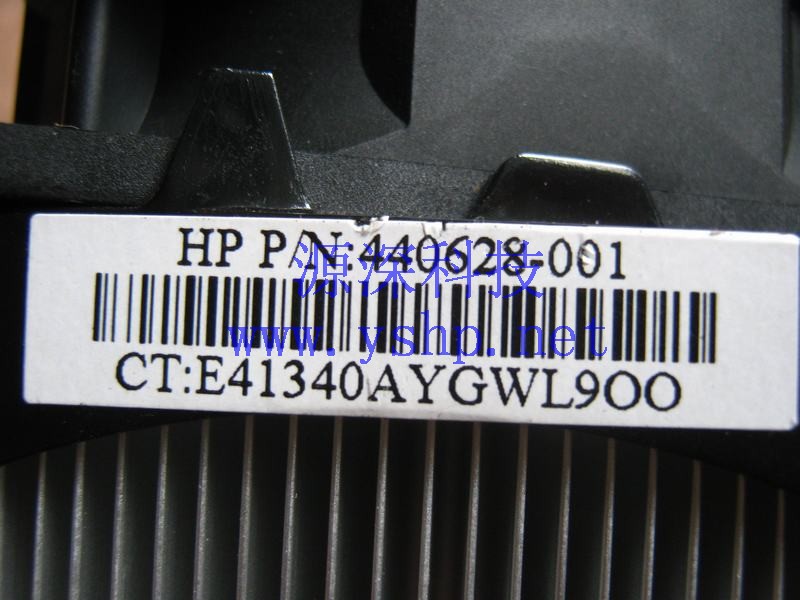 HP P/N:440628-001
源深科技
www.yshp.net
CT:E41340AYGWL9OO